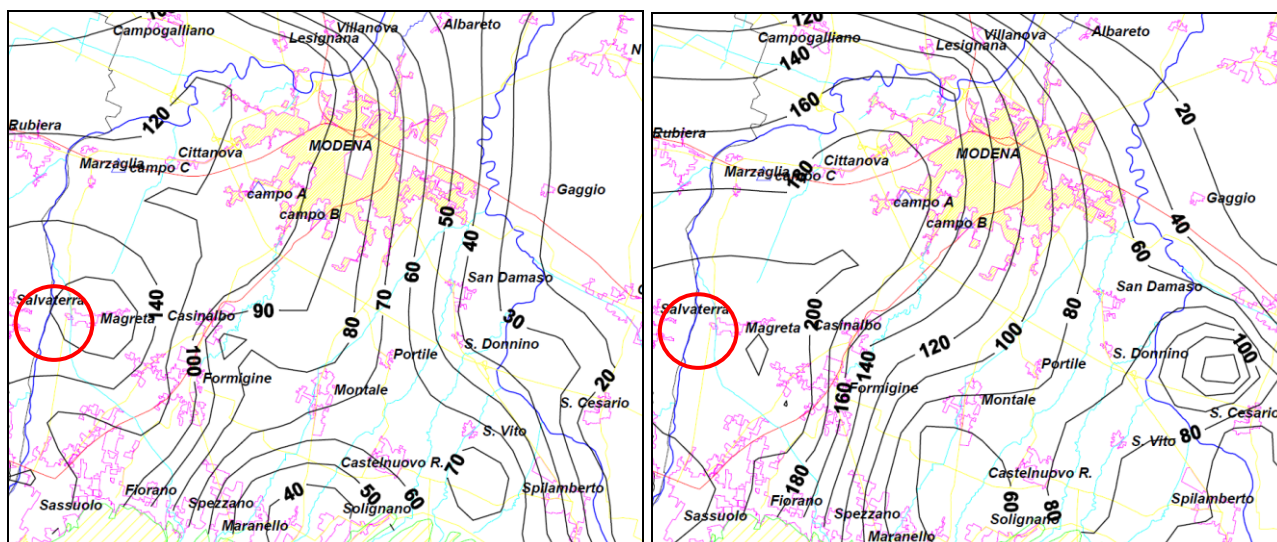 100
Campogalliano
Villanova
Albareto
Lesignana
N
120
Rubiera
MODENA
Cittanova
Marzaglia
campo C
campo A
Gaggio
campo B
50
40
San Damaso
60
Salvaterra
140
70
Magreta
Casinalbo
90
80
30
S. Donnino
100
Portile
Formigine
20
Montale
S. Cesario
S. Vito
Castelnuovo R.
70
Fiorano
40
50
60
Spilamberto
Sassuolo
Spezzano
Solignano
Maranello
120
Campogalliano
Villanova
Albareto
Lesignana
140
160
20
Rubiera
MODENA
Cittanova
Marzaglia
180
campo C
campo A
Gaggio
campo B
40
60
San Damaso
Salvaterra
200
80
Magreta
Casinalbo
100
120
140
S. Donnino
100
Portile
160
Formigine
Montale
S. Cesario
S. Vito
80
Castelnuovo R.
180
Fiorano
60
80
Spilamberto
Sassuolo
Spezzano
Solignano
Maranello